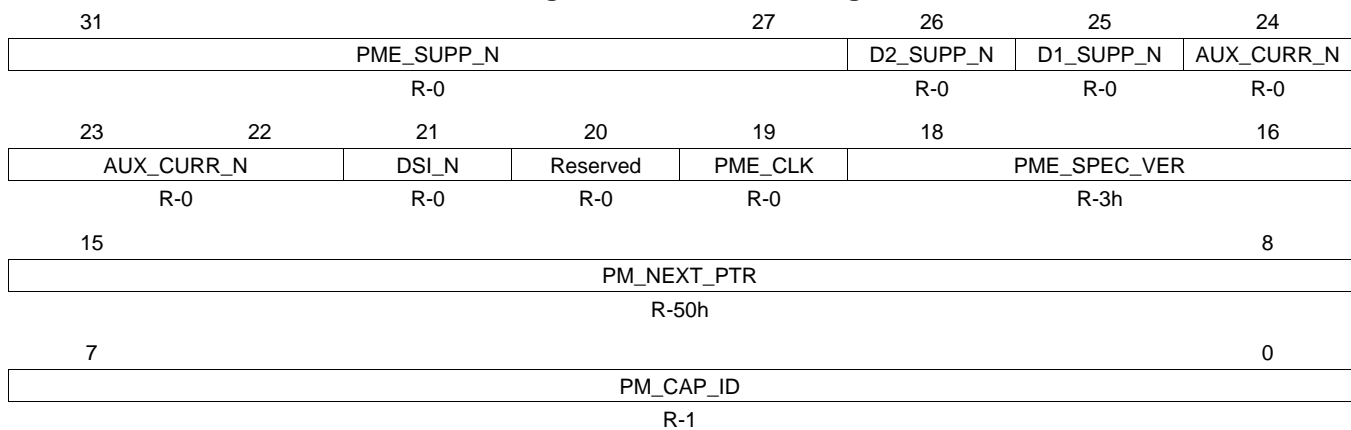 31 27 26 25 24
PME_SUPP_N D2_SUPP_N D1_SUPP_N AUX_CURR_N
R-0 R-0 R-0 R-0
23 22 21 20 19 18 16
AUX_CURR_N DSI_N Reserved PME_CLK PME_SPEC_VER
R-0 R-0 R-0 R-0 R-3h
15 8
PM_NEXT_PTR
R-50h
7 0
PM_CAP_ID
R-1